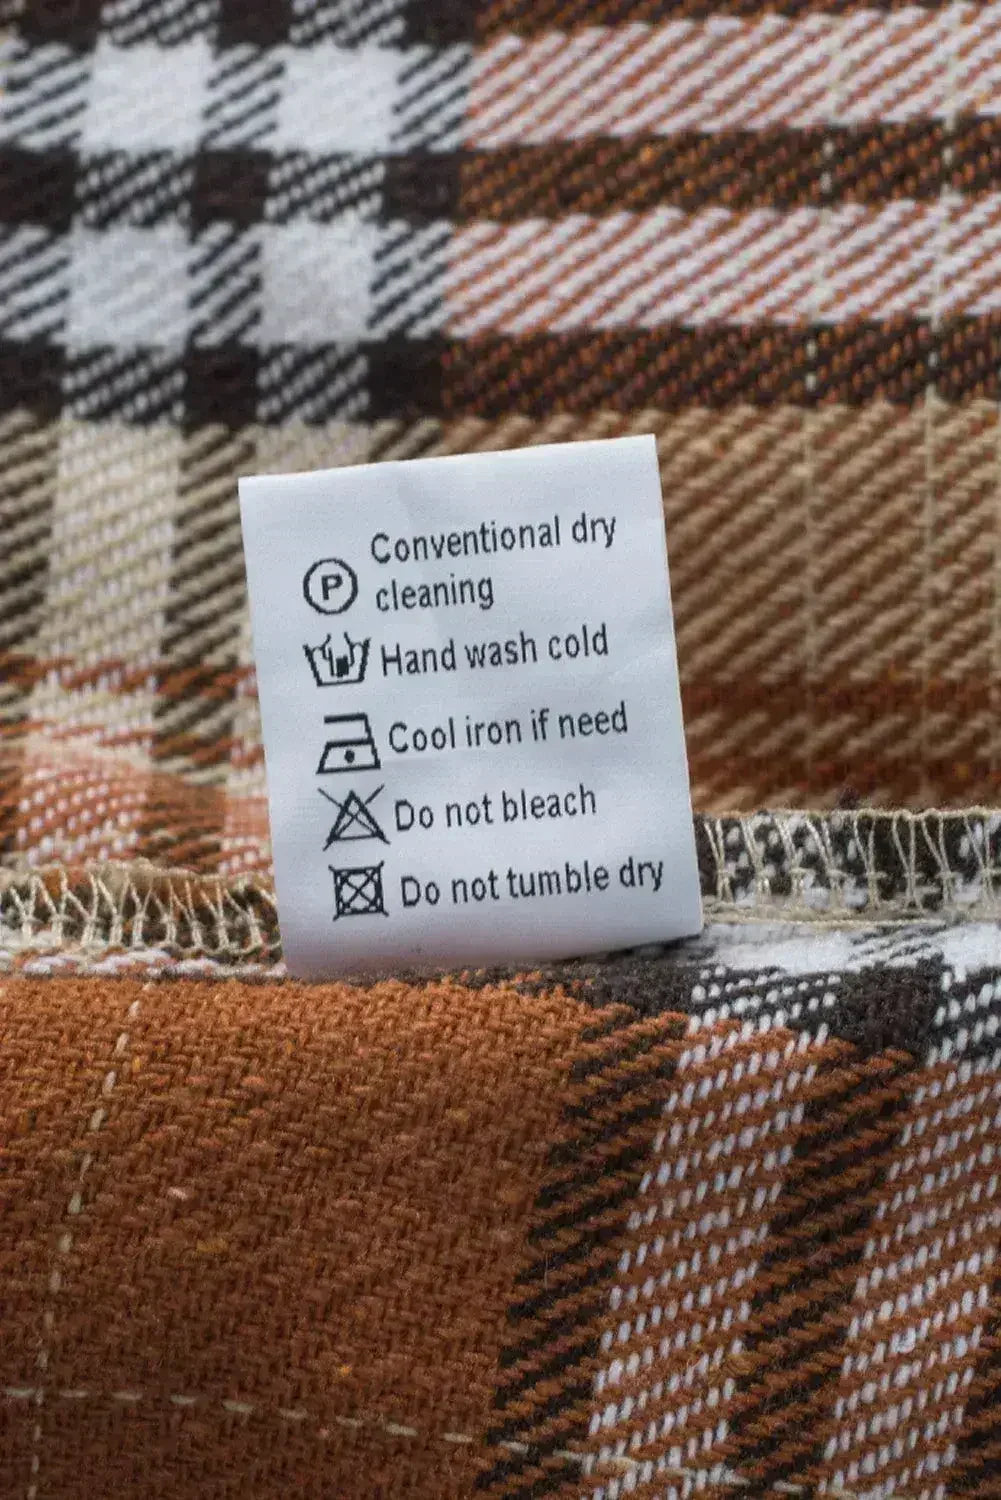 Conventional dry
cleaning
P
Hand wash cold
Cool iron if need
Do not bleach
Do not tumble dry